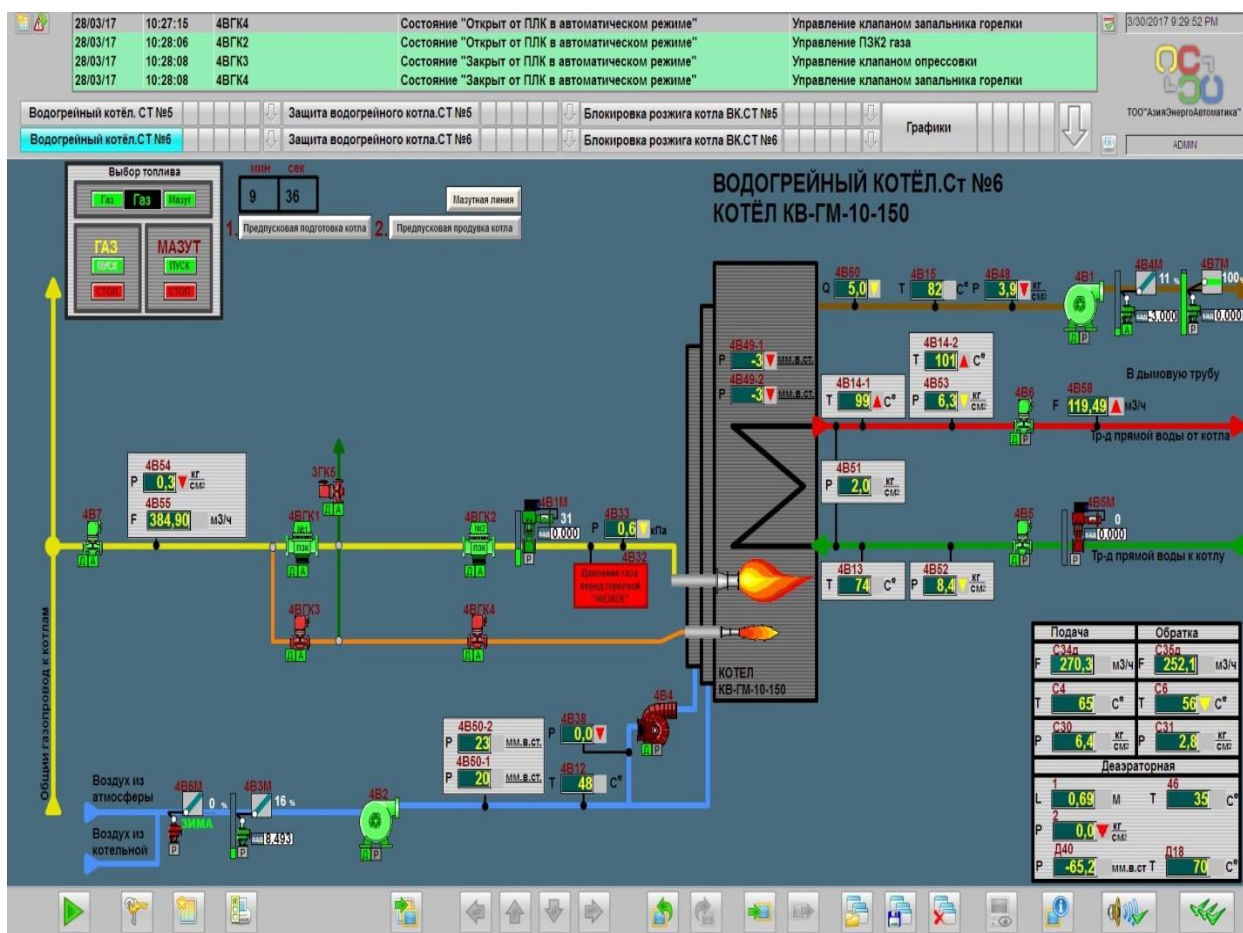 28/03/17 10:27:15 4ВГК4 Состояние "Открыт от ПЛК в автоматическом режиме" Управление клапаном запальника горелки
28/03/17 10:28:06 4ВГК2 Состояние "Открыт от ПЛК в автоматическом режиме" Управление ПЗК2 газа
28/03/17 10:28:08 4ВГК3 Состояние "Закрыт от ПЛК в автоматическом режиме" Управление клапаном опрессовки
28/03/17 10:28:08 4ВГК4 Состояние "Закрыт от ПЛК в автоматическом режиме" Управление клапаном запальника горелки
3/30/2017 9:29:52 PM
ТОО"АзияЭнергоАвтоматика"
ADMIN
Водогрейный котёл. СТ №5 Защита водогрейного котла.СТ №5 Блокировка розжига котла ВК.СТ №5
Графики
Водогрейный котёл.СТ №6 Защита водогрейного котла.СТ №6 Блокировка розжига котла ВК.СТ №6
Выбор топлива
Газ Газ Мазут
ГАЗ МАЗУТ
ПУСК ПУСК
СТОП СТОП
мин сек
9 36
Мазутная линия
1. Предпусковая подготовка котла 2. Предпусковая продувка котла
ВОДОГРЕЙНЫЙ КОТЁЛ.Ст №6
КОТЁЛ КВ-ГМ-10-150
4В60 4В15 4В48 4В1 4В4М 4В7М
Q 5,0 T 82 C° P 3,9 кг см2
11 % 100%
зад -3.000 зад 0.000
Д Р А Р
4В49-1
P -3 мм.в.ст.
4В49-2
P -3 мм.в.ст.
4В14-2
T 101 C°
4В14-1
T 99 C°
4В53
P 6,3 кг см2
4В6
Д Р
4В58
F 119,49 м3/ч
В дымовую трубу
Тр-д прямой воды от котла
4В51
P 2,0 кг см2
4В5
Д Р
4В5М
0
зад 0.000
Р
Тр-д прямой воды к котлу
4В13
T 74 C°
4В52
P 8,4 кг см2
4В54
P 0,3 кг см2
4В55
F 384,90 м3/ч
4В7
Д А
3ГК5
Д А
4ВГК1
№1
ПЗК
Д А
4ВГК2
№2
ПЗК
Д А
4В1М
31
зад 0.000
Р
4В33
P 0,6 кПа
4В32
Давление газа
перед горелкой
"НИЗКОЕ"
4ВГК3
Д А
4ВГК4
Д А
КОТЕЛ
КВ-ГМ-10-150
Общий газопровод к котлам
4В50-2
P 23 мм.в.ст.
4В50-1
P 20 мм.в.ст.
4В38
P 0,0
4В12
T 48 C°
4В4
Д Р
Воздух из
атмосферы
Воздух из
котельной
4В6М
0 %
ЗИМА
Р
4В3М
16 %
зад 8.493
Р
4В2
Д Р
Подача Обратка
С34д С35д
F 270,3 м3/ч F 252,1 м3/ч
С4 С6
T 65 C° T 56 C°
С30 С31
P 6,4 кг см2 P 2,8 кг см2
Деаэраторная
1 46
L 0,69 М T 35 C°
2
P 0,0 кг см2
Д40 Д18
P -65,2 мм.в.ст T 70 C°